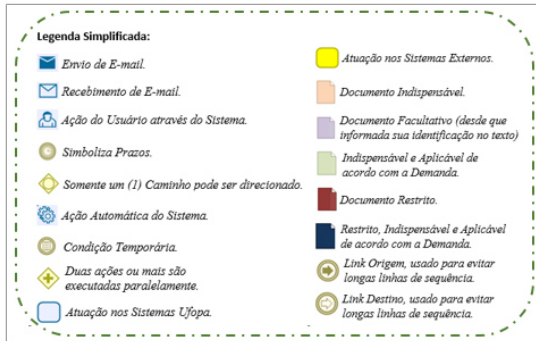 Legenda Simplificada:
Envio de E-mail.
Recebimento de E-mail.
Ação do Usuário através do Sistema.
Simboliza Prazos.
Somente um (1) Caminho pode ser direcionado.
Ação Automática do Sistema.
Condição Temporária.
Duas ações ou mais são
executadas paralelamente.
Atuação nos Sistemas Ufopa.
Atuação nos Sistemas Externos.
Documento Indispensável.
Documento Facultativo (desde que
informada sua identificação no texto)
Indispensável e Aplicável de
acordo com a Demanda.
Documento Restrito.
Restrito, Indispensável e Aplicável
de acordo com a Demanda.
Link Origem, usado para evitar
longas linhas de sequência.
Link Destino, usado para evitar
longas linhas de sequência.